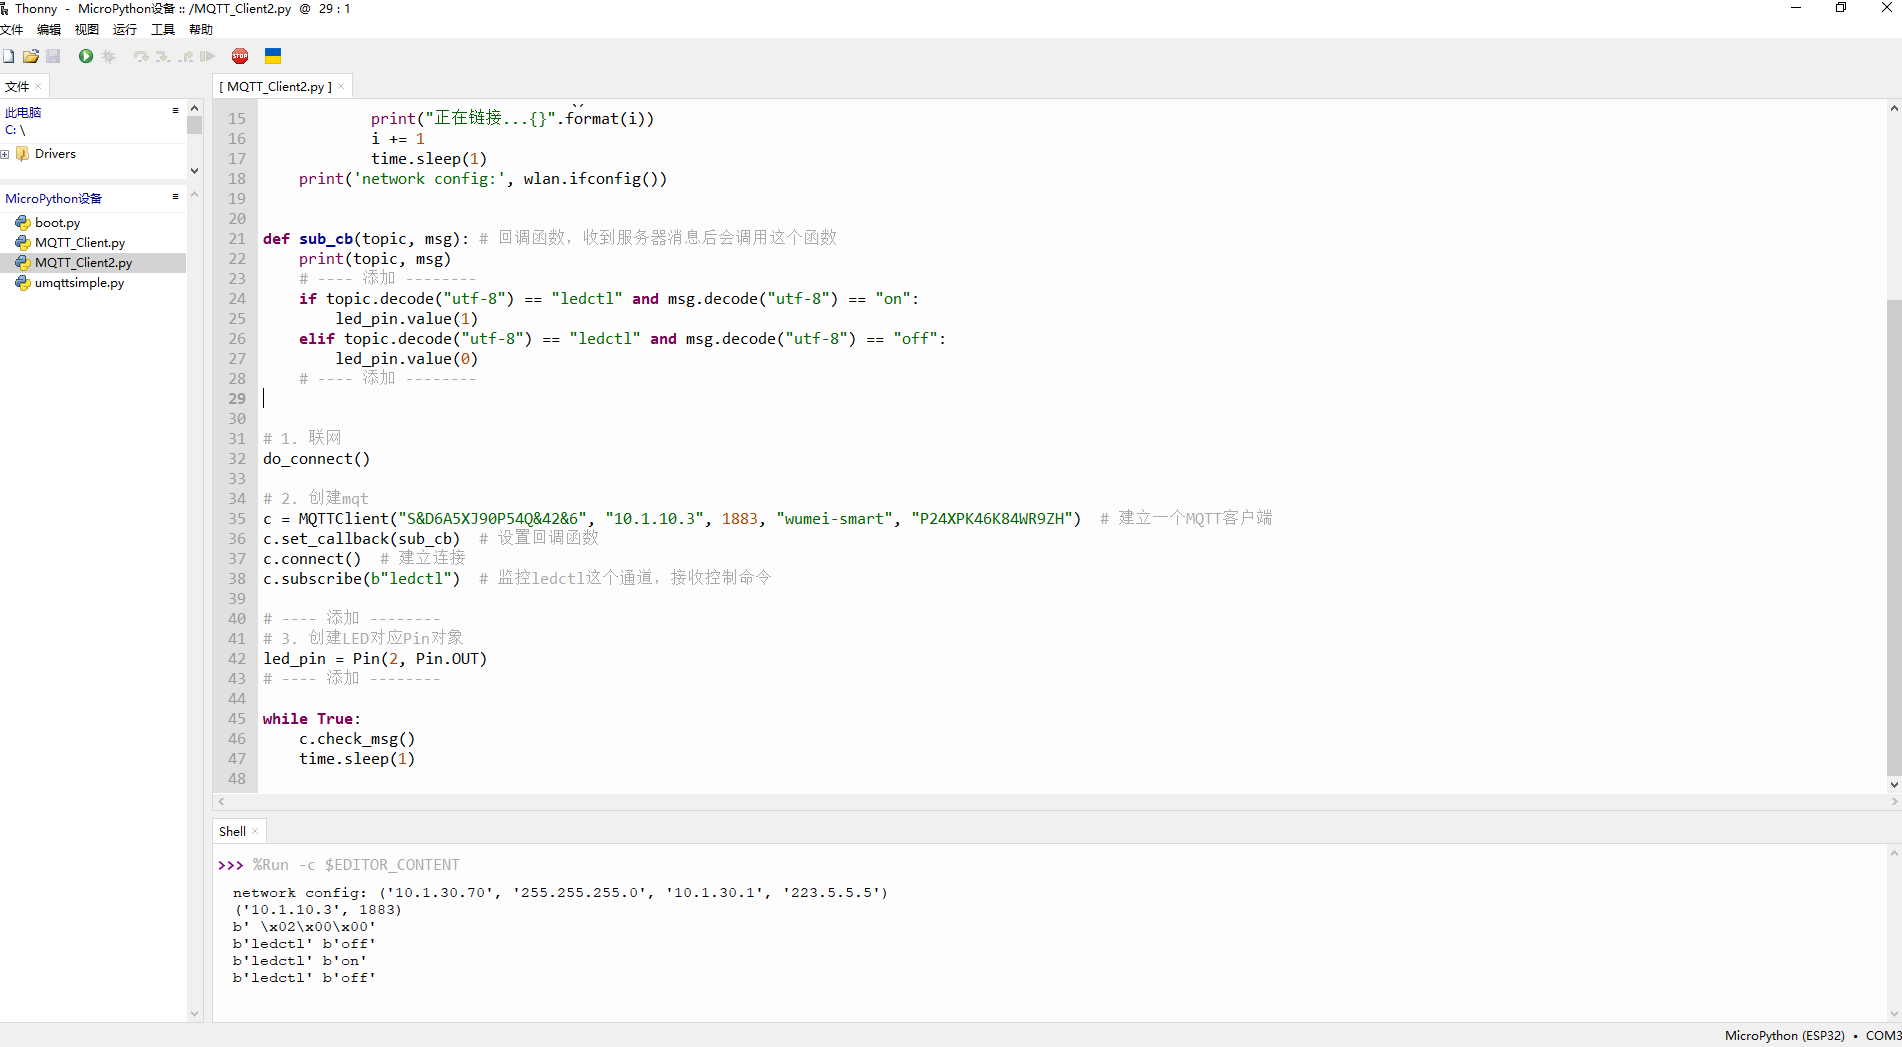 Thonny - MicroPython设备 :: /MQTT_Client2.py @ 29 : 1
文件 编辑 视图 运行 工具 帮助
文件 ×
此电脑
C: \
Drivers
MicroPython设备
boot.py
MQTT_Client.py
MQTT_Client2.py
umqttsimple.py
[ MQTT_Client2.py ] ×
15 print("正在链接...{}".format(i))
16 i += 1
17 time.sleep(1)
18 print('network config:', wlan.ifconfig())
19
20
21 def sub_cb(topic, msg): # 回调函数，收到服务器消息后会调用这个函数
22 print(topic, msg)
23 # ---- 添加 --------
24 if topic.decode("utf-8") == "ledctl" and msg.decode("utf-8") == "on":
25 led_pin.value(1)
26 elif topic.decode("utf-8") == "ledctl" and msg.decode("utf-8") == "off":
27 led_pin.value(0)
28 # ---- 添加 --------
29
30
31 # 1. 联网
32 do_connect()
33
34 # 2. 创建mqt
35 c = MQTTClient("S&D6A5XJ90P54Q&42&6", "10.1.10.3", 1883, "wumei-smart", "P24XPK46K84WR9ZH") # 建立一个MQTT客户端
36 c.set_callback(sub_cb) # 设置回调函数
37 c.connect() # 建立连接
38 c.subscribe(b"ledctl") # 监控ledctl这个通道，接收控制命令
39
40 # ---- 添加 --------
41 # 3. 创建LED对应Pin对象
42 led_pin = Pin(2, Pin.OUT)
43 # ---- 添加 --------
44
45 while True:
46 c.check_msg()
47 time.sleep(1)
48
Shell ×
>>> %Run -c $EDITOR_CONTENT
network config: ('10.1.30.70', '255.255.255.0', '10.1.30.1', '223.5.5.5')
('10.1.10.3', 1883)
b' \x02\x00\x00'
b'ledctl' b'off'
b'ledctl' b'on'
b'ledctl' b'off'
MicroPython (ESP32) • COM3